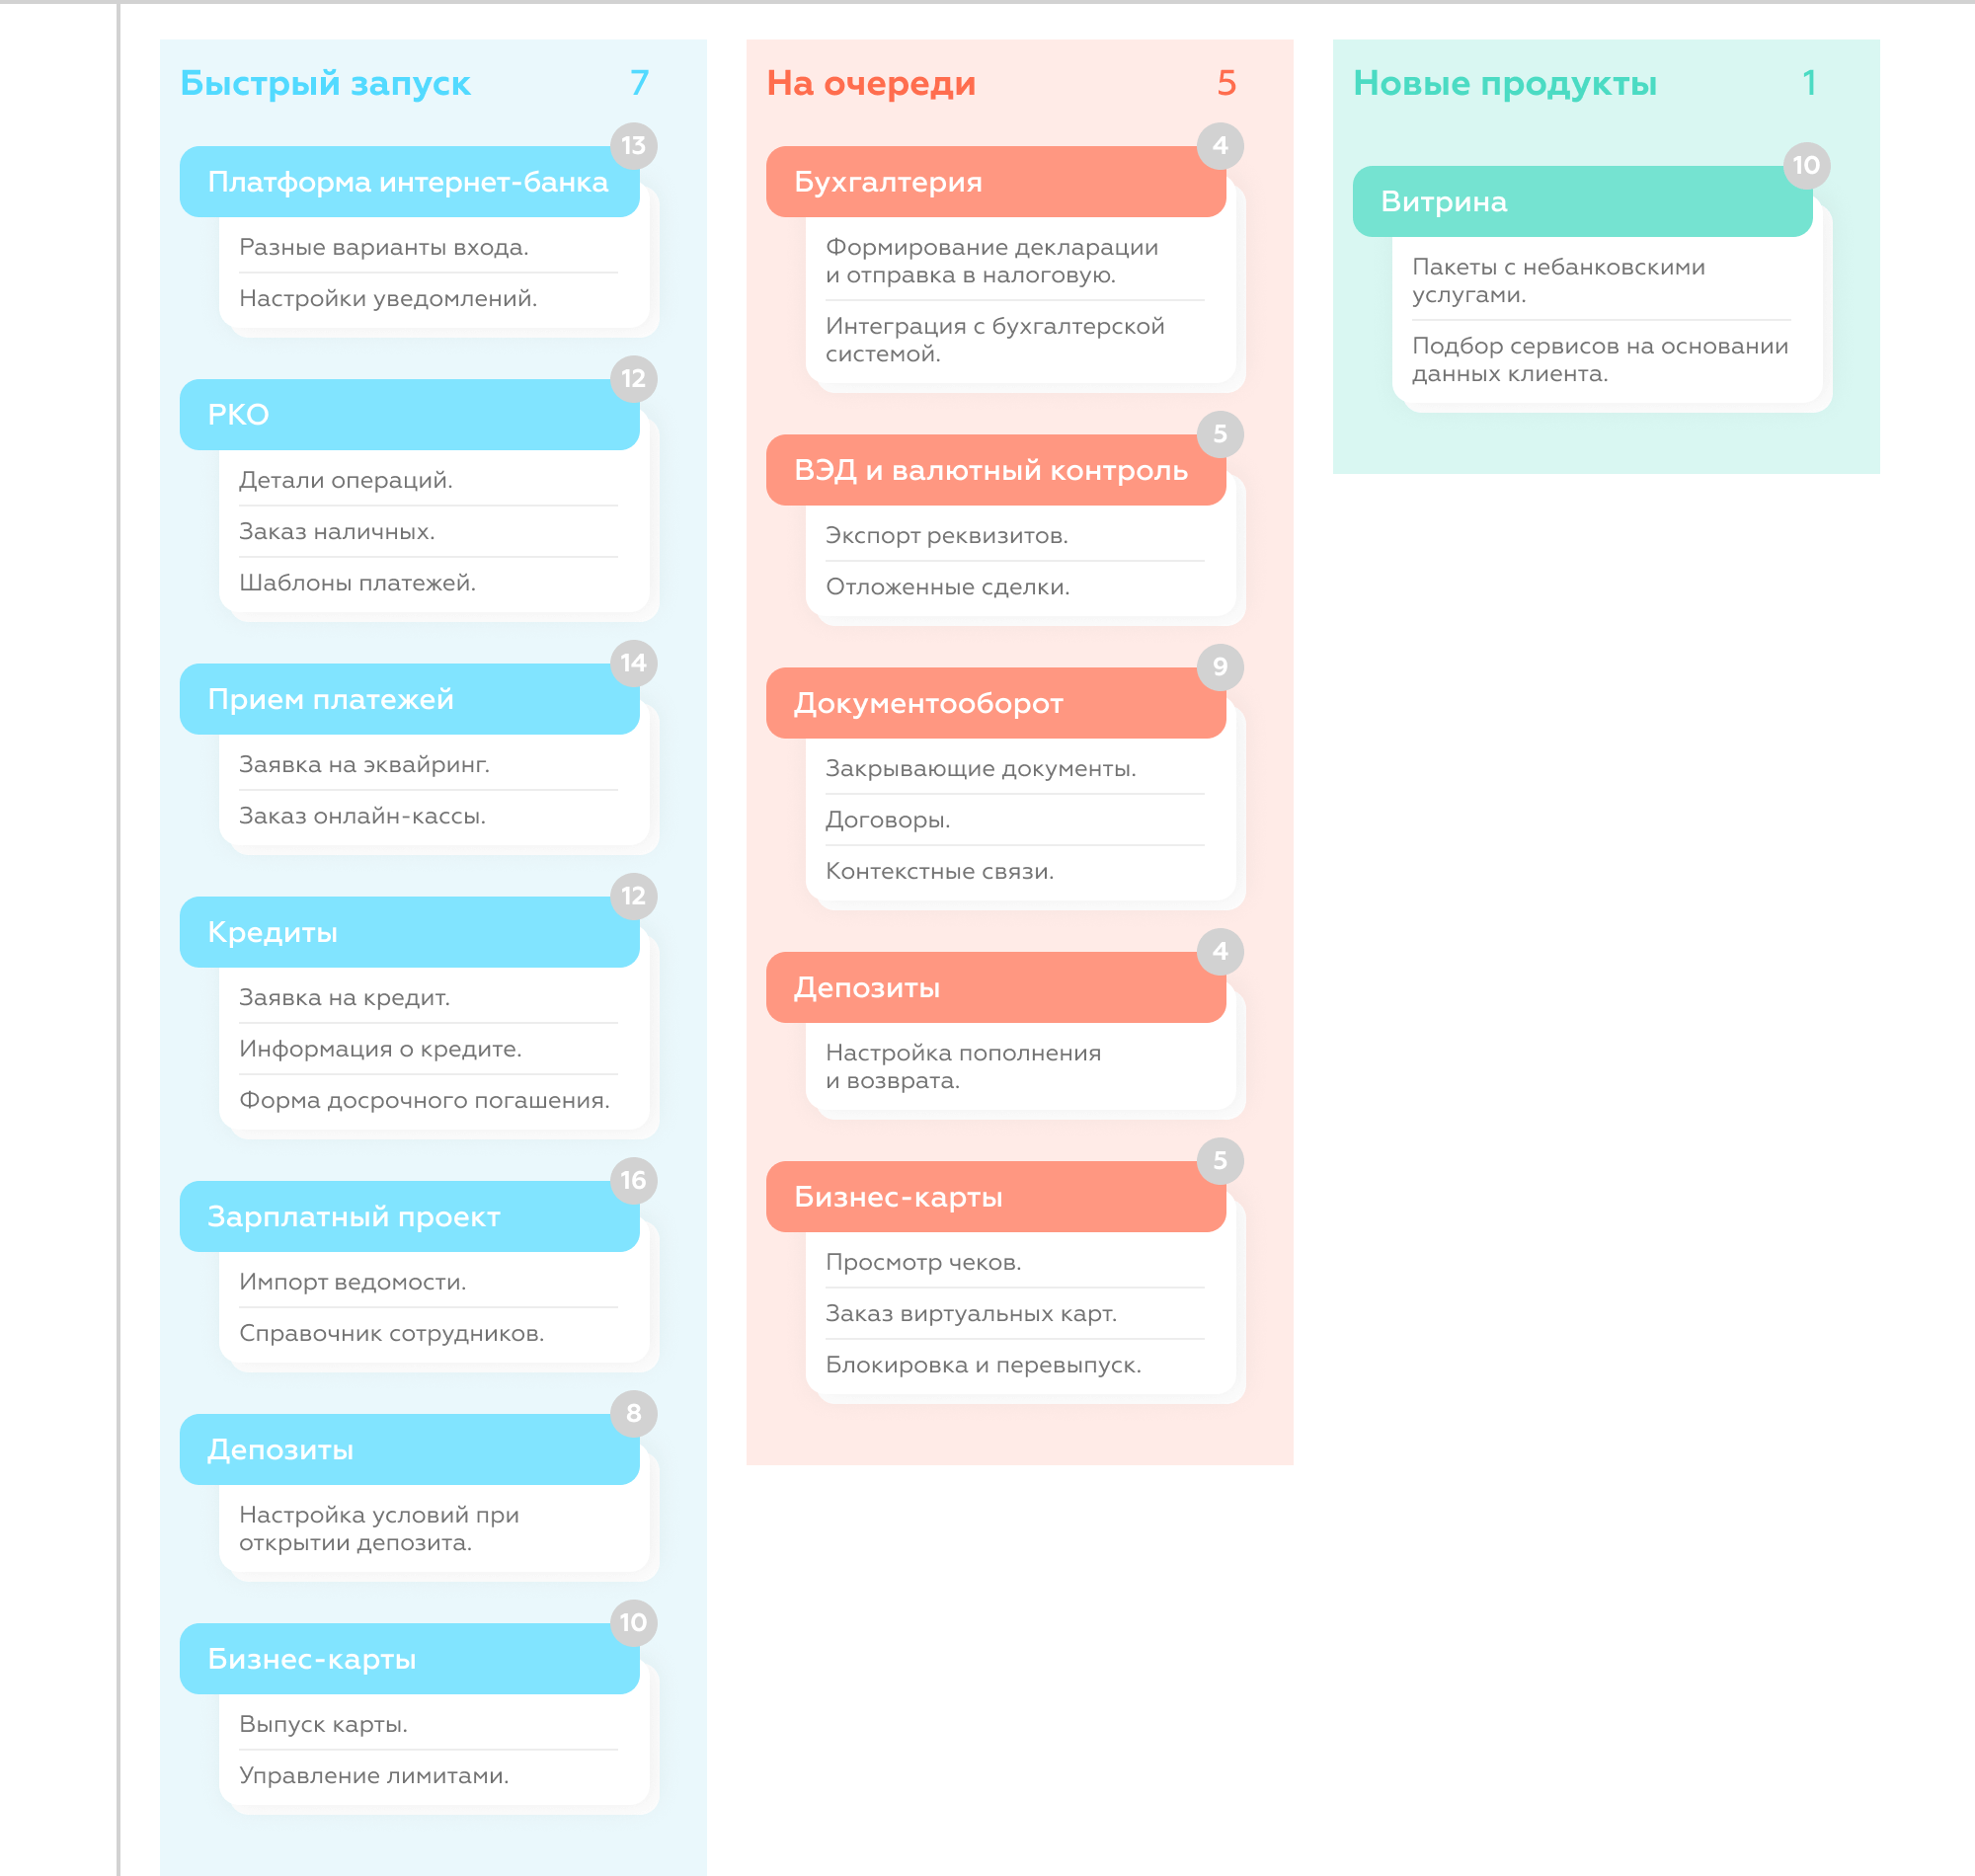 Быстрый запуск 7
13
Платформа интернет-банка
Разные варианты входа.
Настройки уведомлений.
12
РКО
Детали операций.
Заказ наличных.
Шаблоны платежей.
14
Прием платежей
Заявка на эквайринг.
Заказ онлайн-кассы.
12
Кредиты
Заявка на кредит.
Информация о кредите.
Форма досрочного погашения.
16
Зарплатный проект
Импорт ведомости.
Справочник сотрудников.
8
Депозиты
Настройка условий при
открытии депозита.
10
Бизнес-карты
Выпуск карты.
Управление лимитами.
На очереди 5
4
Бухгалтерия
Формирование декларации
и отправка в налоговую.
Интеграция с бухгалтерской
системой.
5
ВЭД и валютный контроль
Экспорт реквизитов.
Отложенные сделки.
9
Документооборот
Закрывающие документы.
Договоры.
Контекстные связи.
4
Депозиты
Настройка пополнения
и возврата.
5
Бизнес-карты
Просмотр чеков.
Заказ виртуальных карт.
Блокировка и перевыпуск.
Новые продукты 1
10
Витрина
Пакеты с небанковскими
услугами.
Подбор сервисов на основании
данных клиента.